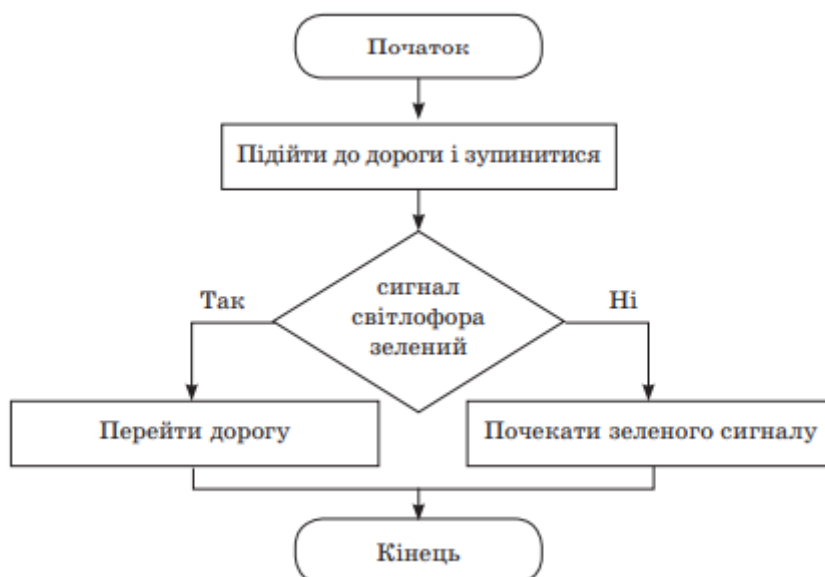 Початок
Підійти до дороги і зупинитися
Так
сигнал
світлофора
зелений
Ні
Перейти дорогу
Почекати зеленого сигналу
Кінець